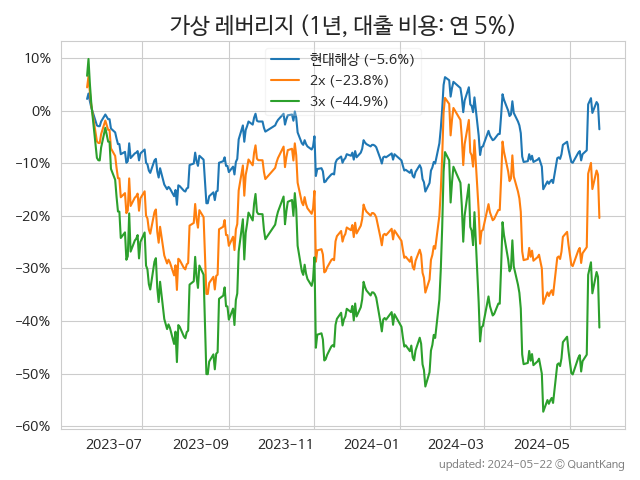 가상 레버리지 (1년, 대출 비용: 연 5%)
현대해상 (−5.6%)
2x (−23.8%)
3x (−44.9%)
10%
0%
−10%
−20%
−30%
−40%
−50%
−60%
2023-07
2023-09
2023-11
2024-01
2024-03
2024-05
updated: 2024-05-22 © QuantKang